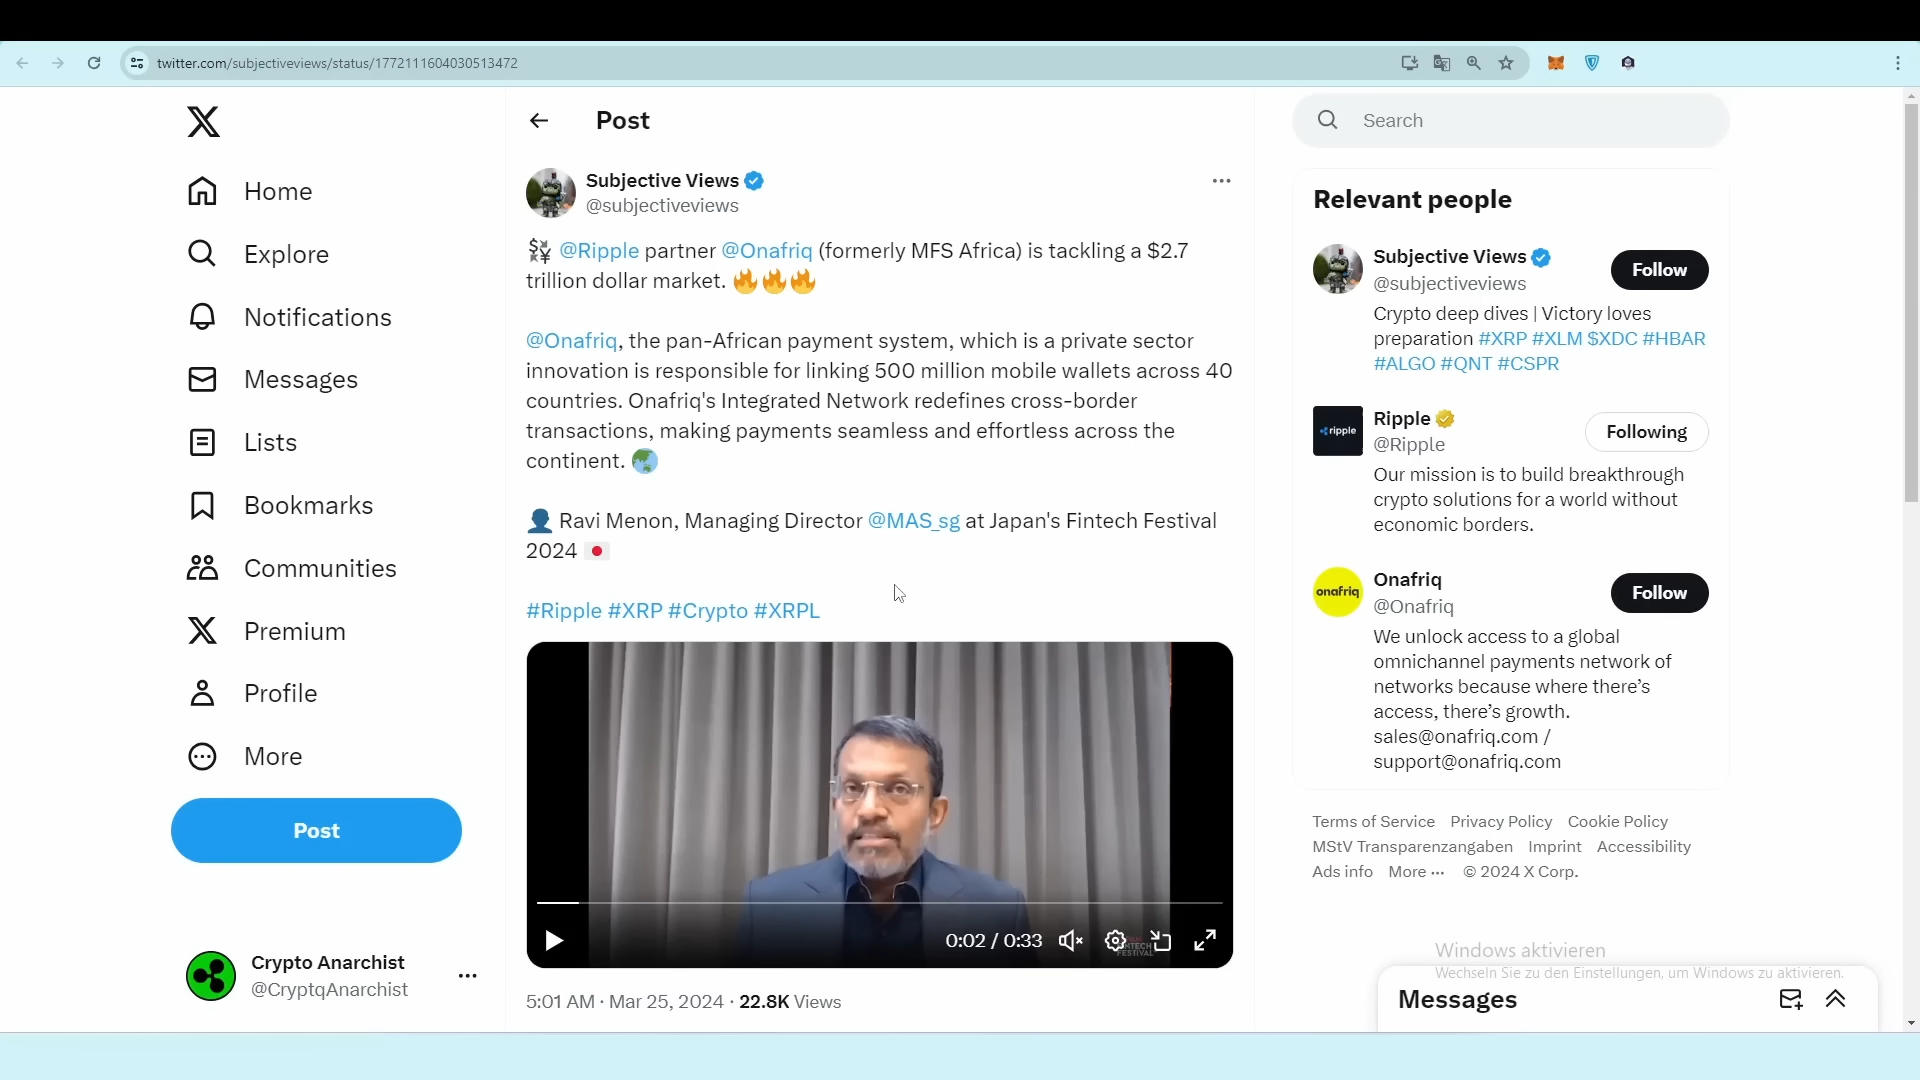 twitter.com/subjectiveviews/status/1772111604030513472
Home
Explore
Notifications
Messages
Lists
Bookmarks
Communities
Premium
Profile
More
Post
Crypto Anarchist
@CryptqAnarchist
Post
Subjective Views
@subjectiveviews
@Ripple partner @Onafriq (formerly MFS Africa) is tackling a $2.7
trillion dollar market. 🔥🔥🔥
@Onafriq, the pan-African payment system, which is a private sector
innovation is responsible for linking 500 million mobile wallets across 40
countries. Onafriq's Integrated Network redefines cross-border
transactions, making payments seamless and effortless across the
continent. 🌏
👤 Ravi Menon, Managing Director @MAS_sg at Japan's Fintech Festival
2024 🇯🇵
#Ripple #XRP #Crypto #XRPL
0:02 / 0:33
FESTIVAL
5:01 AM · Mar 25, 2024 · 22.8K Views
Search
Relevant people
Subjective Views
@subjectiveviews
Follow
Crypto deep dives | Victory loves
preparation #XRP #XLM $XDC #HBAR
#ALGO #QNT #CSPR
ripple
Ripple
@Ripple
Following
Our mission is to build breakthrough
crypto solutions for a world without
economic borders.
onafriq
Onafriq
@Onafriq
Follow
We unlock access to a global
omnichannel payments network of
networks because where there’s
access, there’s growth.
sales@onafriq.com /
support@onafriq.com
Terms of Service Privacy Policy Cookie Policy
MStV Transparenzangaben Imprint Accessibility
Ads info More ··· © 2024 X Corp.
Windows aktivieren
Wechseln Sie zu den Einstellungen, um Windows zu aktivieren.
Messages